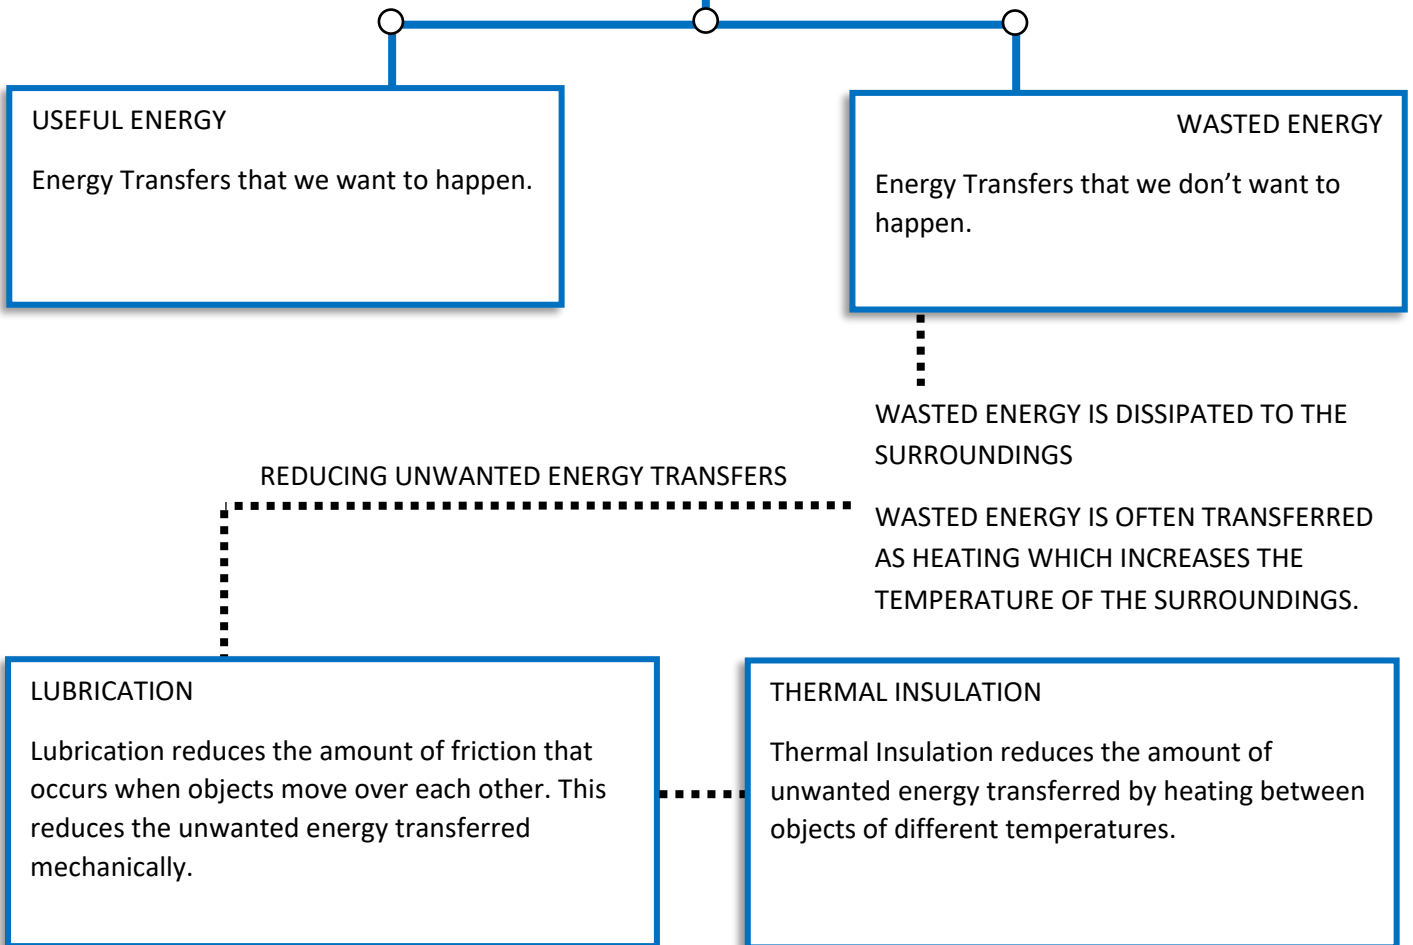 USEFUL ENERGY
Energy Transfers that we want to happen.
WASTED ENERGY
Energy Transfers that we don’t want to
happen.
WASTED ENERGY IS DISSIPATED TO THE
SURROUNDINGS
REDUCING UNWANTED ENERGY TRANSFERS
WASTED ENERGY IS OFTEN TRANSFERRED
AS HEATING WHICH INCREASES THE
TEMPERATURE OF THE SURROUNDINGS.
LUBRICATION
Lubrication reduces the amount of friction that
occurs when objects move over each other. This
reduces the unwanted energy transferred
mechanically.
THERMAL INSULATION
Thermal Insulation reduces the amount of
unwanted energy transferred by heating between
objects of different temperatures.